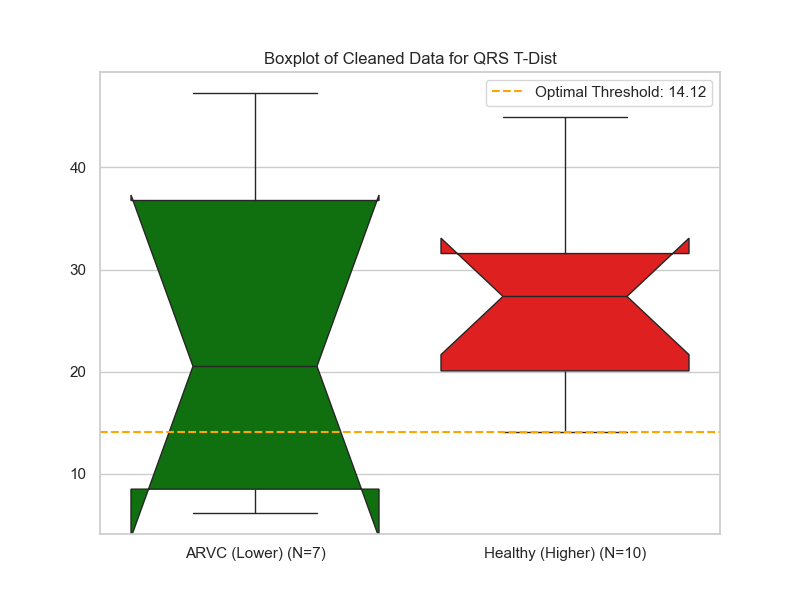 Boxplot of Cleaned Data for QRS T-Dist
Optimal Threshold: 14.12
40
30
20
10
ARVC (Lower) (N=7)
Healthy (Higher) (N=10)